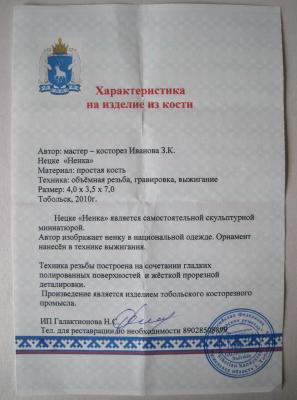 Характеристика
на изделие из кости
Автор: мастер – косторез Иванова З.К.
Нецке «Ненка»
Материал: простая кость
Техника: объёмная резьба, гравировка, выжигание
Размер: 4,0 х 3,5 х 7,0
Тобольск, 2010г.
Нецке «Ненка» является самостоятельной скульптурной
миниатюрой.
Автор изображает ненку в национальной одежде. Орнамент
нанесён в технике выжигания.
Техника резьбы построена на сочетании гладких
полированных поверхностей и жёсткой прорезной
деталировки.
Произведение является изделием тобольского косторезного
промысла.
ИП Галактионова Н.С.
Тел. для реставрации по необходимости 89028508899